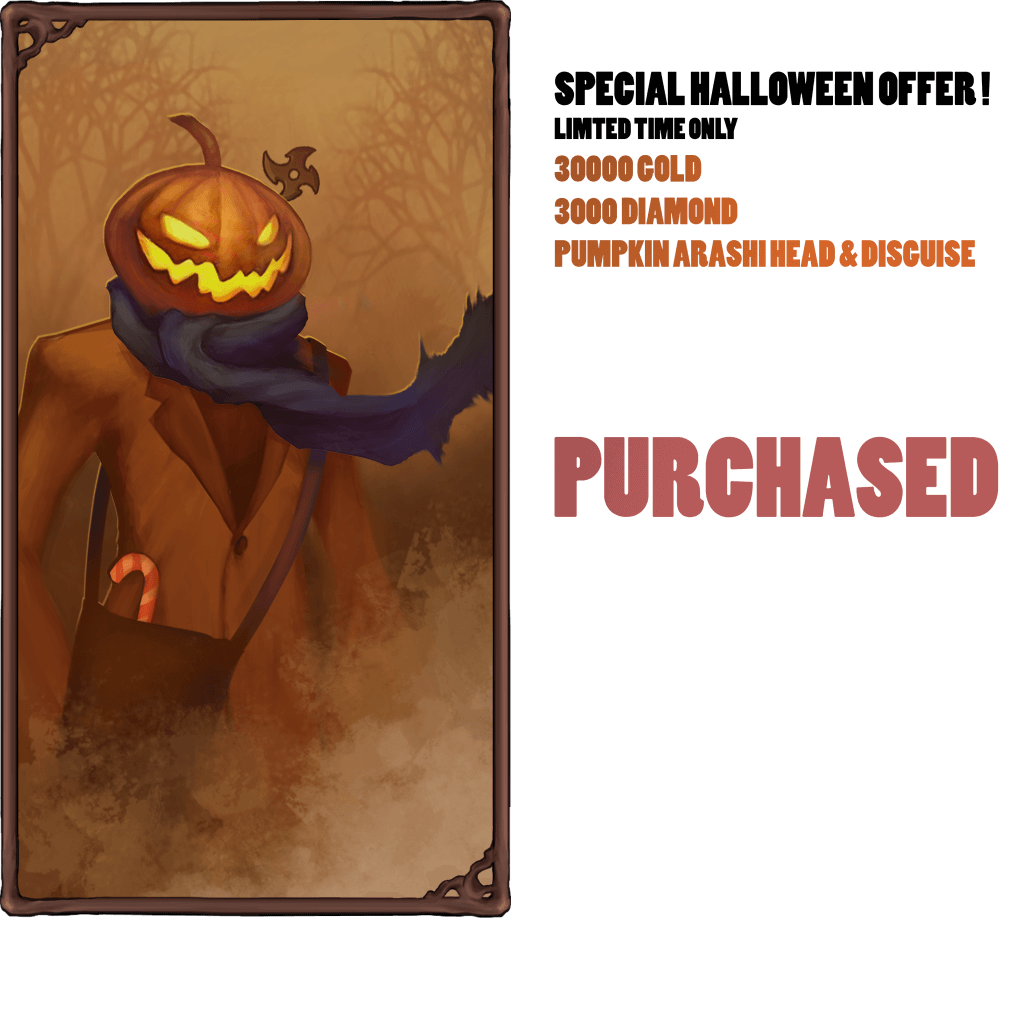 SPECIAL HALLOWEEN OFFER !
LIMTED TIME ONLY
30000 GOLD
3000 DIAMOND
PUMPKIN ARASHI HEAD & DISGUISE
PURCHASED